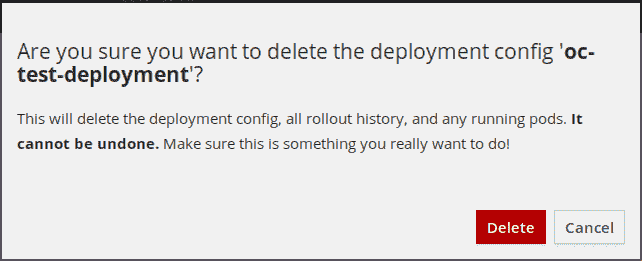 Are you sure you want to delete the deployment config 'oc-
test-deployment'?
This will delete the deployment config, all rollout history, and any running pods. It
cannot be undone. Make sure this is something you really want to do!
Delete Cancel